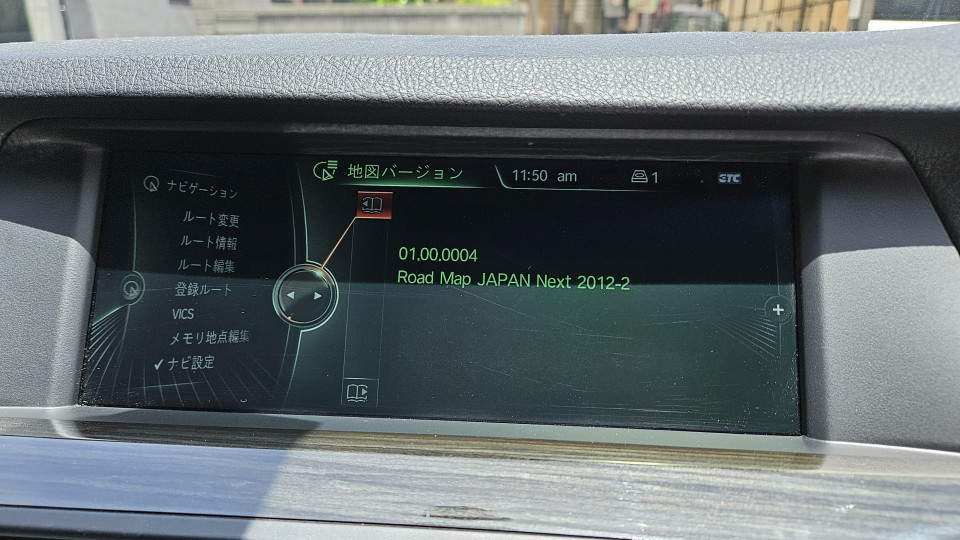 地図バージョン
11:50 am
1
ETC
ナビゲーション
ルート変更
ルート情報
ルート編集
登録ルート
VICS
メモリ地点編集
✓ナビ設定
01.00.0004
Road Map JAPAN Next 2012-2
+